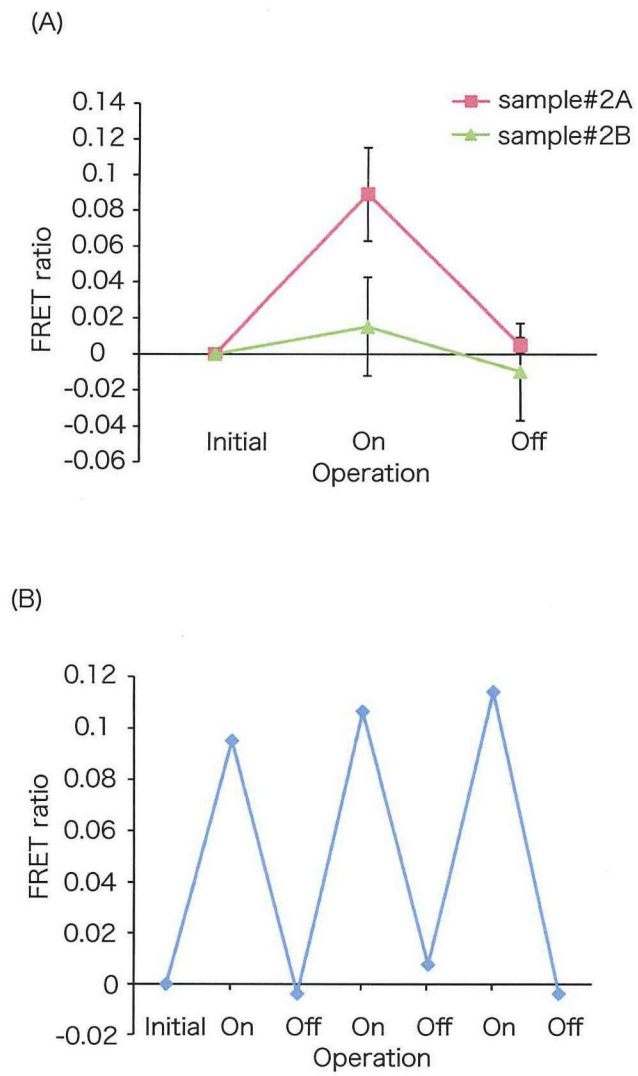 (A)
sample#2A
sample#2B
0.14
0.12
0.1
0.08
0.06
0.04
0.02
0
-0.02
-0.04
-0.06
FRET ratio
Initial On Off
Operation
(B)
0.12
0.1
0.08
0.06
0.04
0.02
0
-0.02
FRET ratio
Initial On Off On Off On Off
Operation